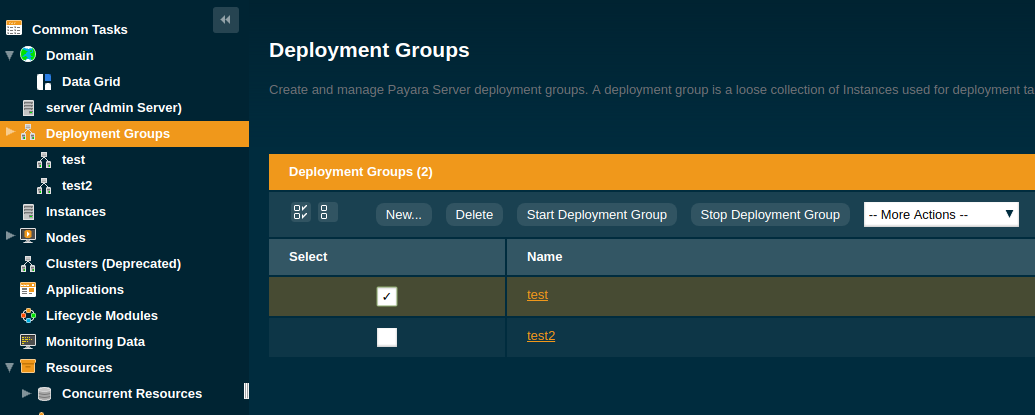 Common Tasks
Domain
Data Grid
server (Admin Server)
Deployment Groups
test
test2
Instances
Nodes
Clusters (Deprecated)
Applications
Lifecycle Modules
Monitoring Data
Resources
Concurrent Resources
Deployment Groups
Create and manage Payara Server deployment groups. A deployment group is a loose collection of Instances used for deployment ta
Deployment Groups (2)
New... Delete Start Deployment Group Stop Deployment Group -- More Actions --
Select Name
test
test2